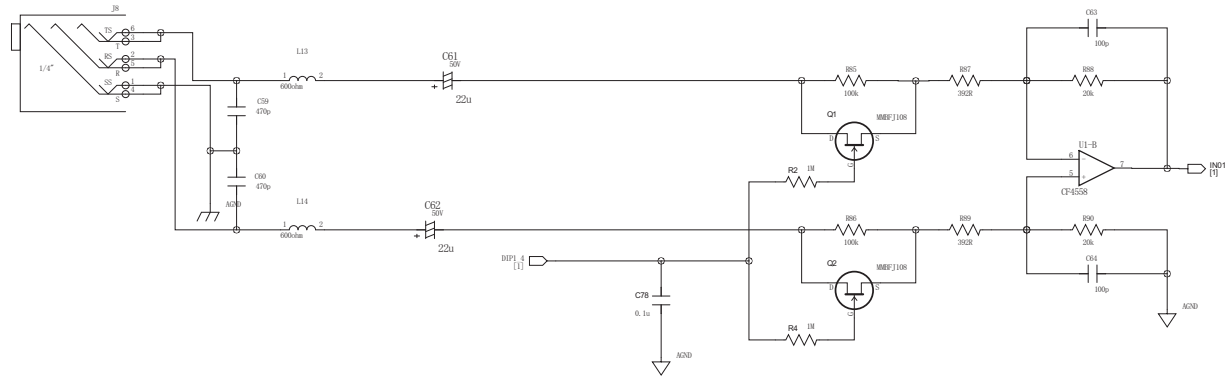 J8
TS 6
3
T
RS 2
5
R
SS 1
4
S
1/4"
C59
470p
C60
470p
AGND
L13
1 2
600ohm
L14
1 2
600ohm
C61
50V
+
22u
C62
50V
+
22u
DIP1_4
[1]
C78
0.1u
AGND
R85
100k
Q1
MMBFJ108
D S
G
R2 1M
R86
100k
Q2
MMBFJ108
D S
G
R4 1M
R87
392R
R89
392R
C63
100p
R88
20k
U1-B
6 -
7
5 +
CF4558
IN01
[1]
R90
20k
C64
100p
AGND